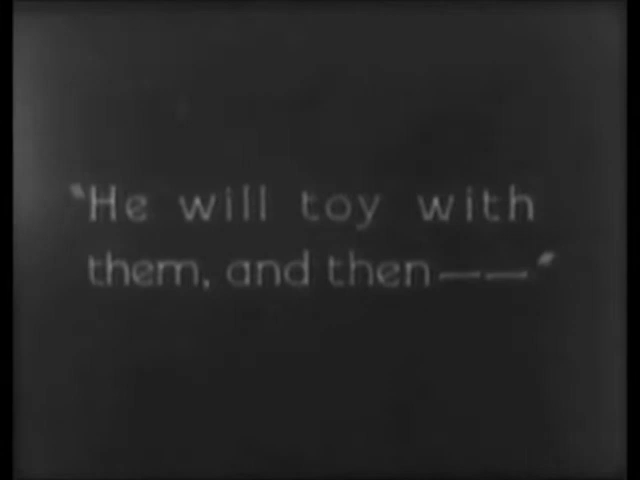 "He will toy with
them, and then — — "